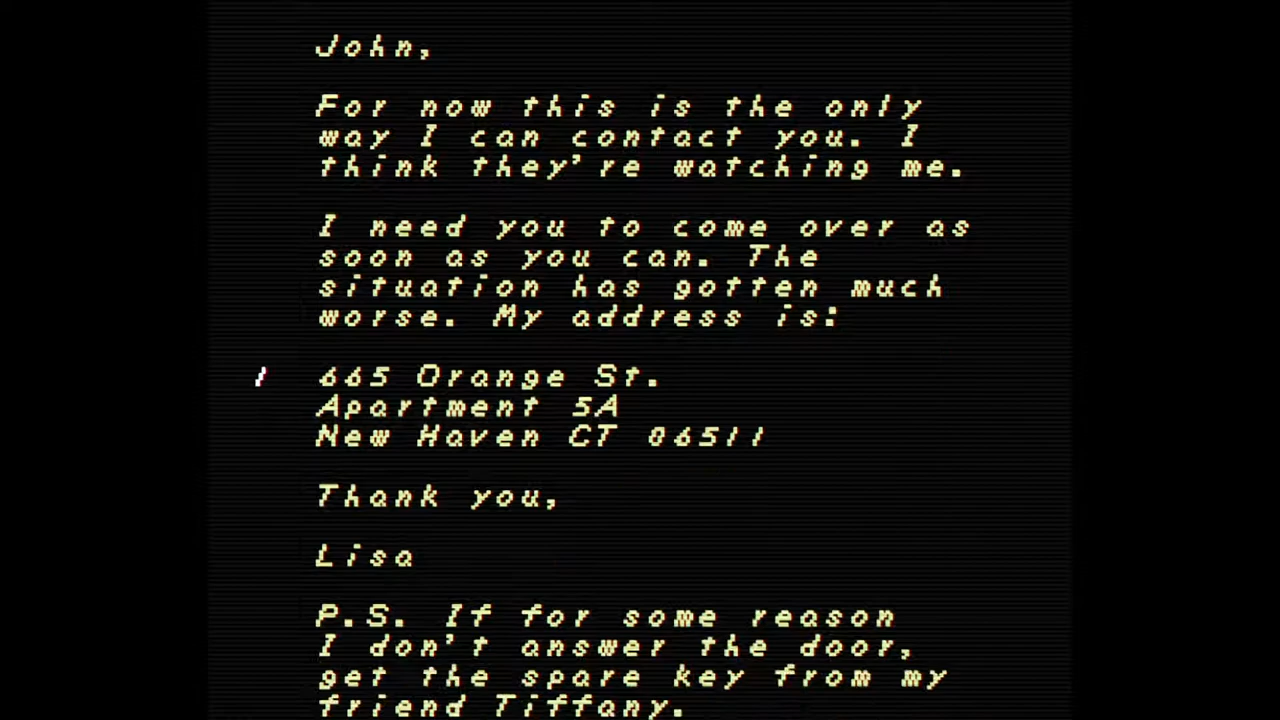 John,
For now this is the only
way I can contact you. I
think they're watching me.
I need you to come over as
soon as you can. The
situation has gotten much
worse. My address is:
665 Orange St.
Apartment 5A
New Haven CT 06511
Thank you,
Lisa
P.S. If for some reason
I don't answer the door,
get the spare key from my
friend Tiffany.